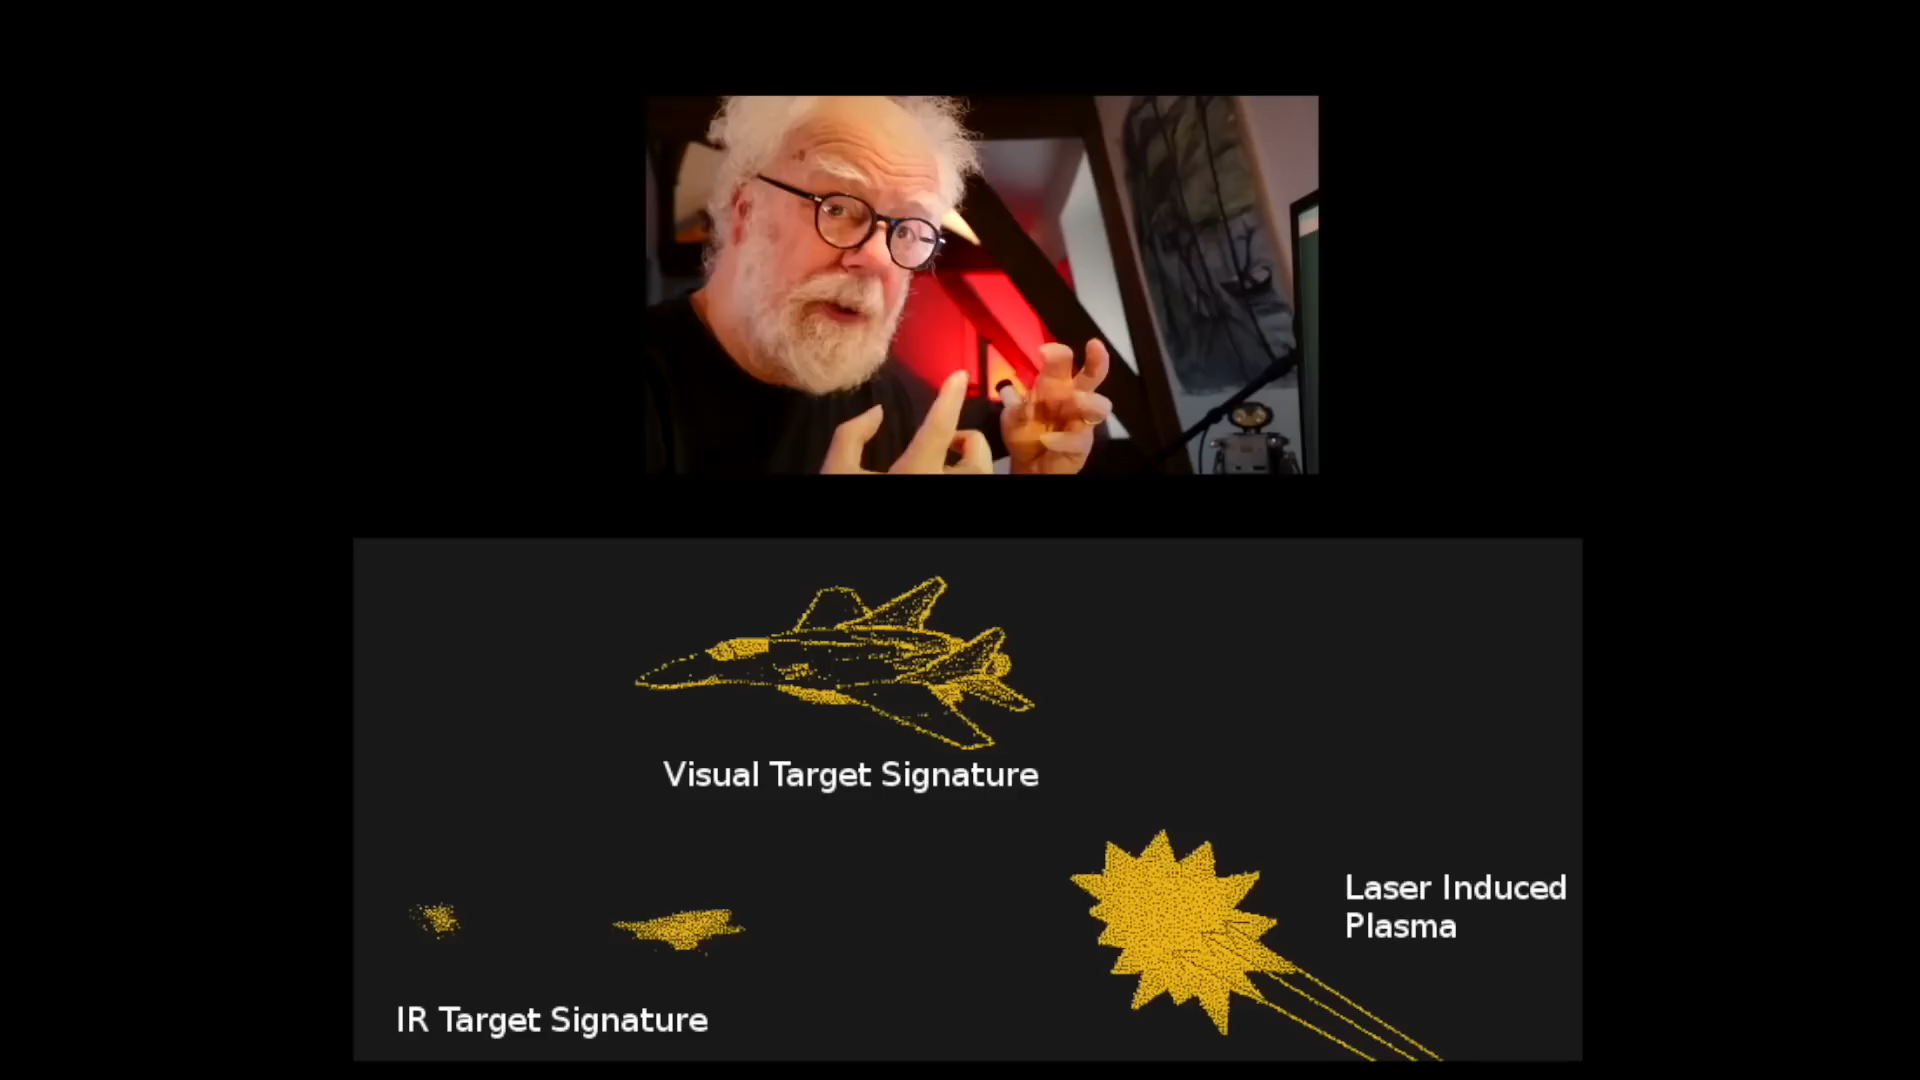 Visual Target Signature
Laser Induced
Plasma
IR Target Signature